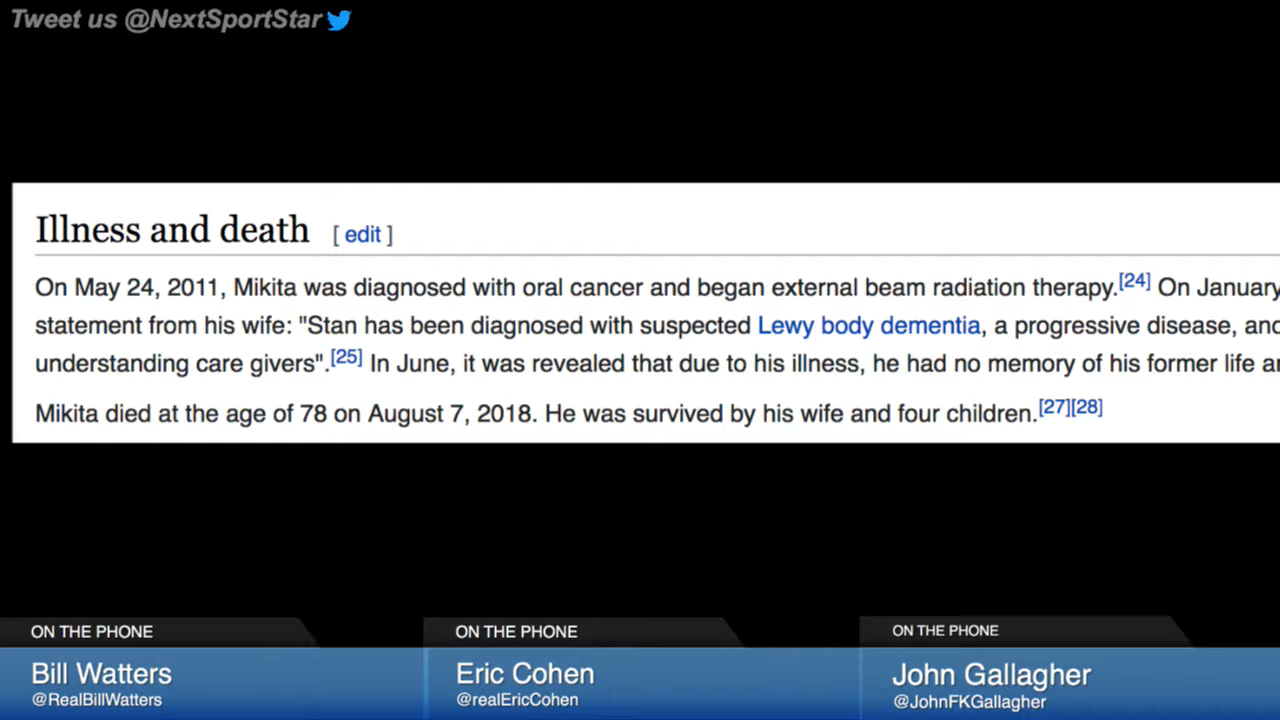 Tweet us @NextSportStar
Illness and death [ edit ]
On May 24, 2011, Mikita was diagnosed with oral cancer and began external beam radiation therapy.[24] On January
statement from his wife: "Stan has been diagnosed with suspected Lewy body dementia, a progressive disease, and
understanding care givers".[25] In June, it was revealed that due to his illness, he had no memory of his former life
Mikita died at the age of 78 on August 7, 2018. He was survived by his wife and four children.[27][28]
ON THE PHONE
Bill Watters
@RealBillWatters
ON THE PHONE
Eric Cohen
@realEricCohen
ON THE PHONE
John Gallagher
@JohnFKGallagher